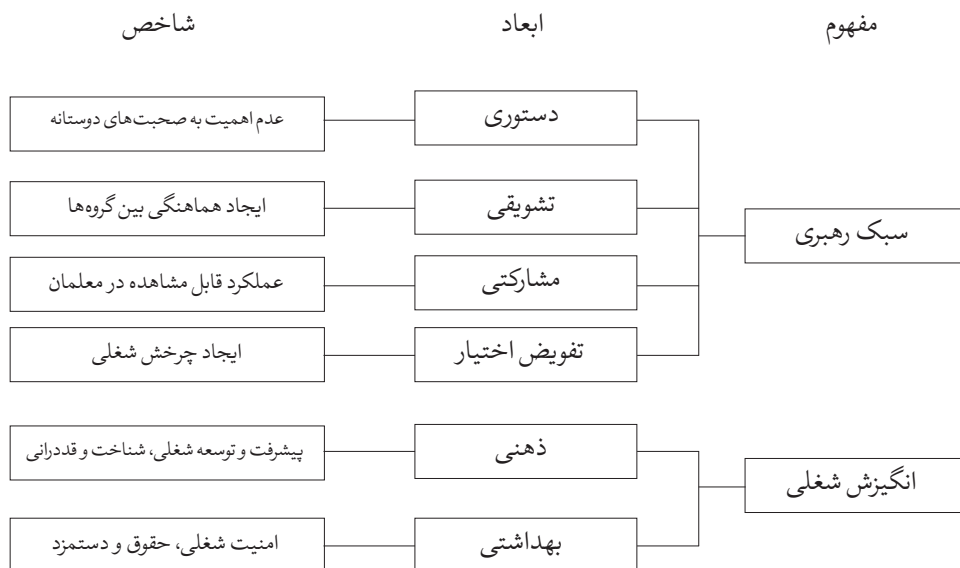 مفهوم ابعاد شاخص
دستوری عدم اهمیت به صحبت‌های دوستانه
تشویقی ایجاد هماهنگی بین گروه‌ها
سبک رهبری
مشارکتی عملکرد قابل مشاهده در معلمان
تفویض اختیار ایجاد چرخش شغلی
ذهنی پیشرفت و توسعه شغلی، شناخت و قددرانی
انگیزش شغلی
بهداشتی امنیت شغلی، حقوق و دستمزد